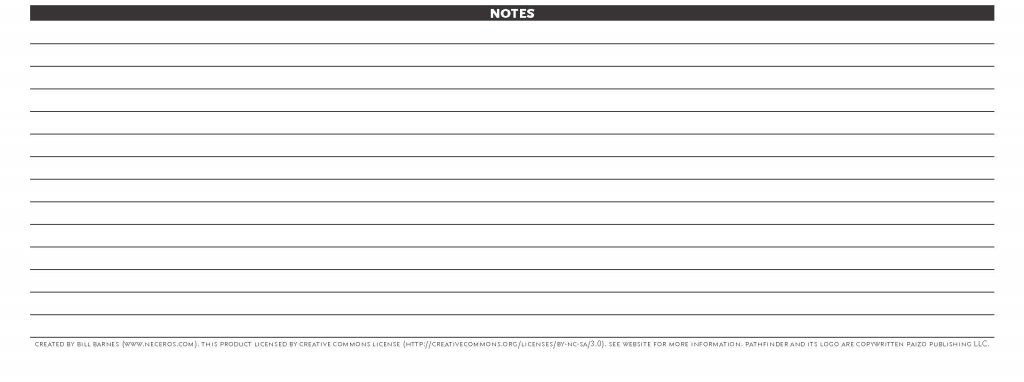 NOTES
CREATED BY BILL BARNES (WWW.NECEROS.COM). THIS PRODUCT LICENSED BY CREATIVE COMMONS LICENSE (HTTP://CREATIVECOMMONS.ORG/LICENSES/BY-NC-SA/3.0). SEE WEBSITE FOR MORE INFORMATION. PATHFINDER AND ITS LOGO ARE COPYWRITTEN PAIZO PUBLISHING LLC.